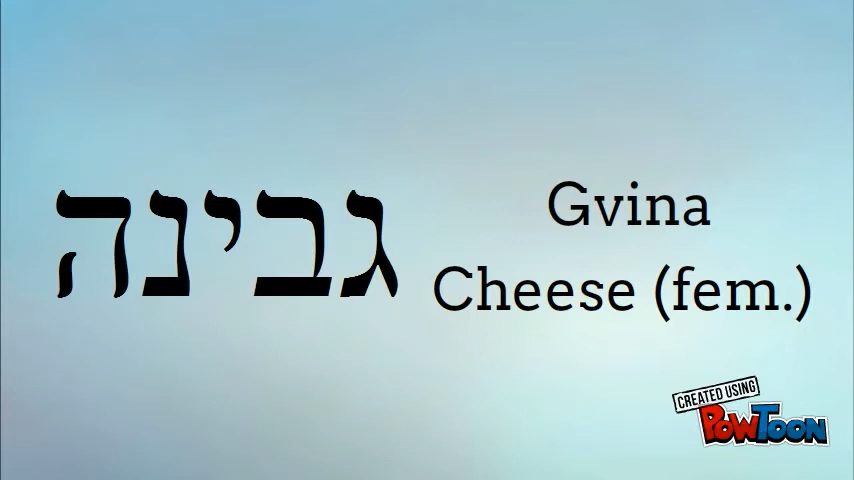 גבינה
Gvina
Cheese (fem.)
CREATED USING
POWTOON